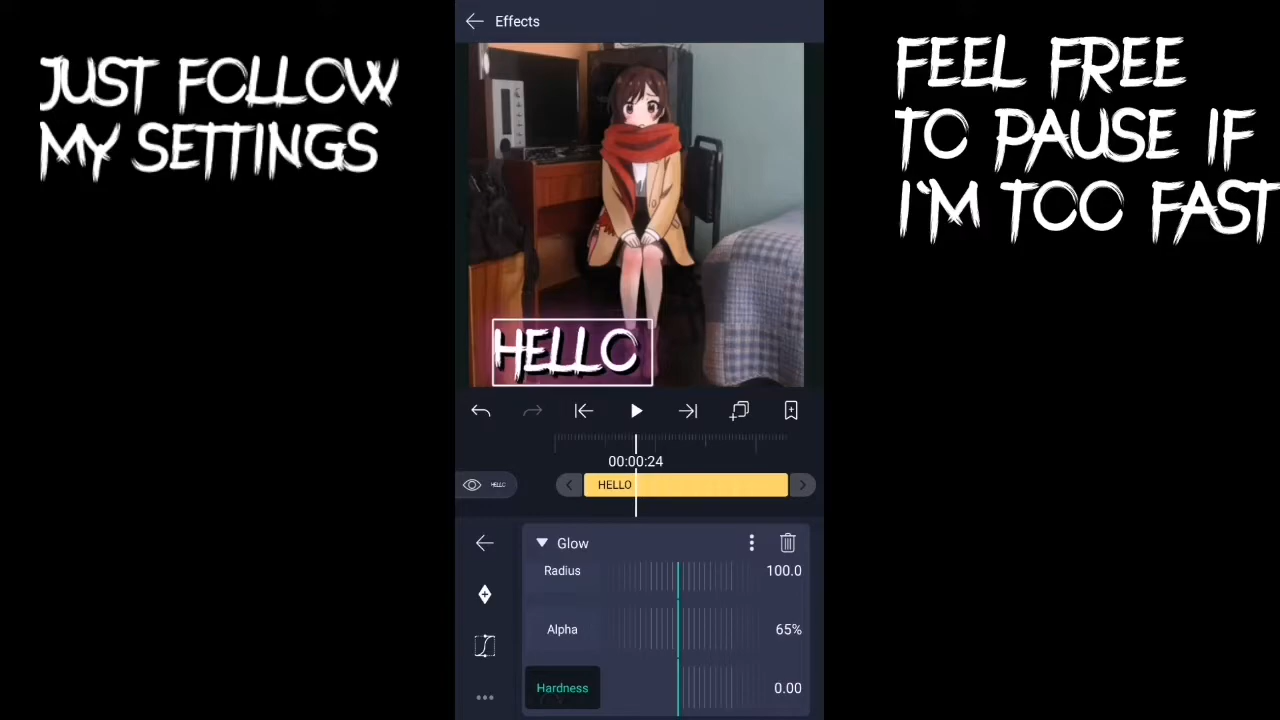 JUST FOLLOW
MY SETTINGS
Effects
FEEL FREE
TO PAUSE IF
I'M TOO FAST
HELLO
00:00:24
HELLO
HELLO
Glow
Radius
100.0
Alpha
65%
Hardness
0.00